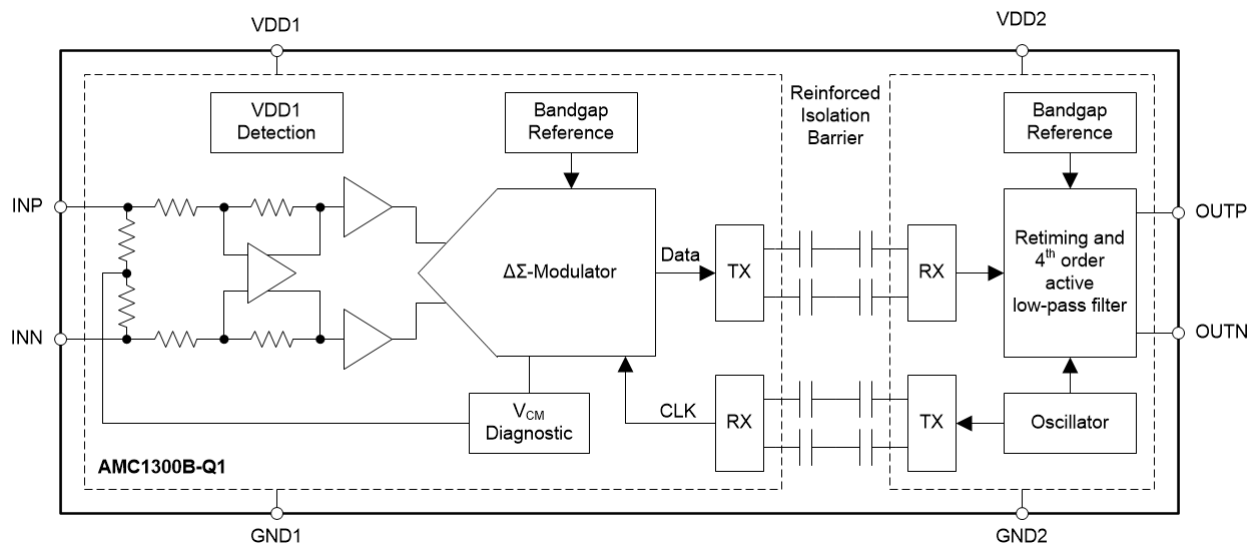 VDD1
VDD2
VDD1
Detection
Bandgap
Reference
Reinforced
Isolation
Barrier
Bandgap
Reference
INP
OUTP
ΔΣ-Modulator
Data
TX
RX
Retiming and
4th order
active
low-pass filter
INN
OUTN
VCM
Diagnostic
CLK
RX
TX
Oscillator
AMC1300B-Q1
GND1
GND2